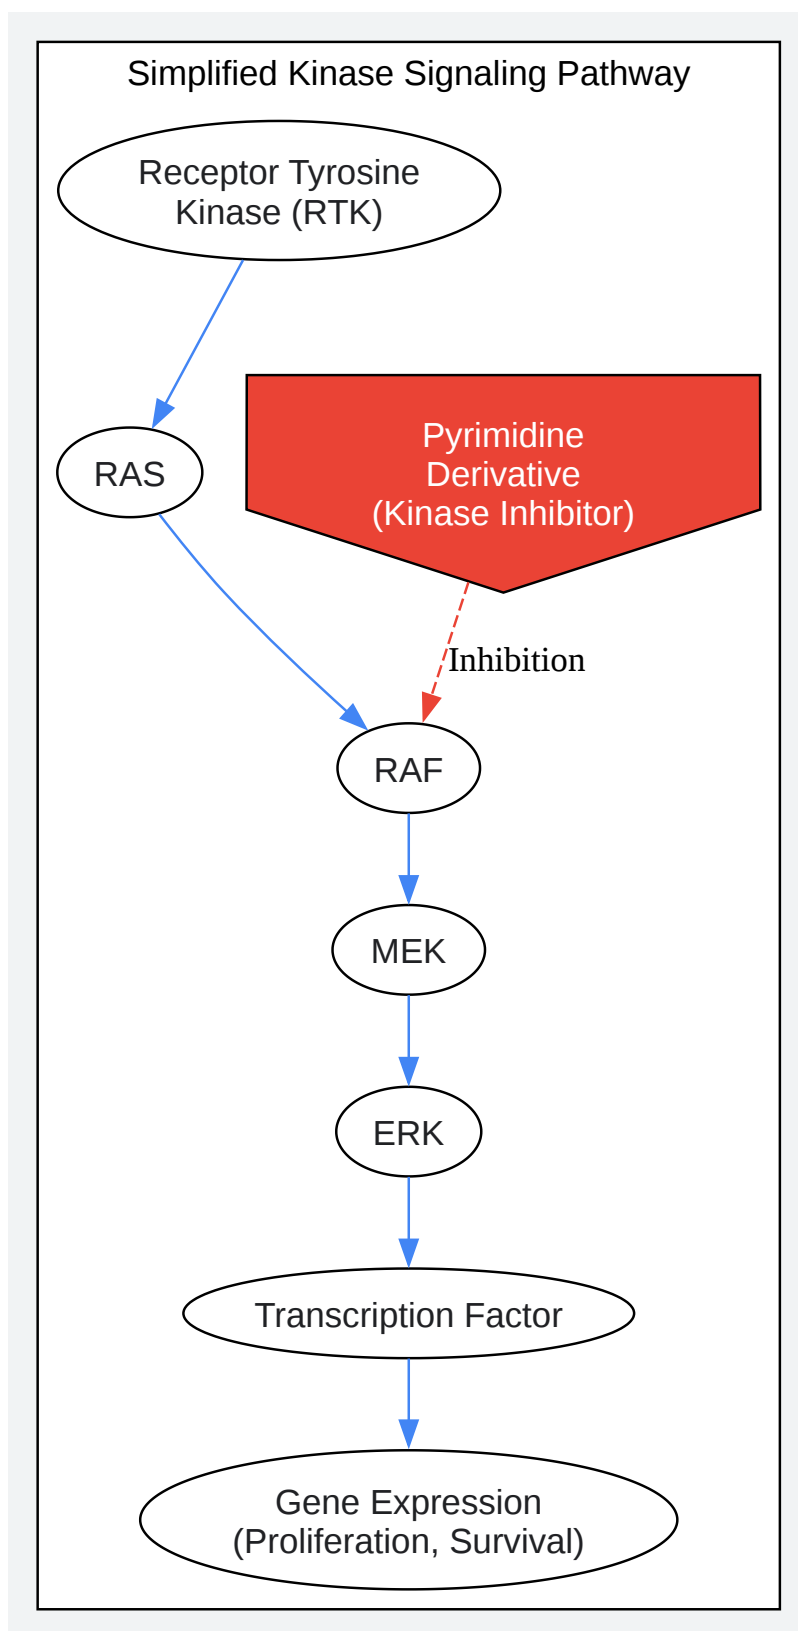 Simplified Kinase Signaling Pathway
Receptor Tyrosine
Kinase (RTK)
RAS
Pyrimidine
Derivative
(Kinase Inhibitor)
Inhibition
RAF
MEK
ERK
Transcription Factor
Gene Expression
(Proliferation, Survival)